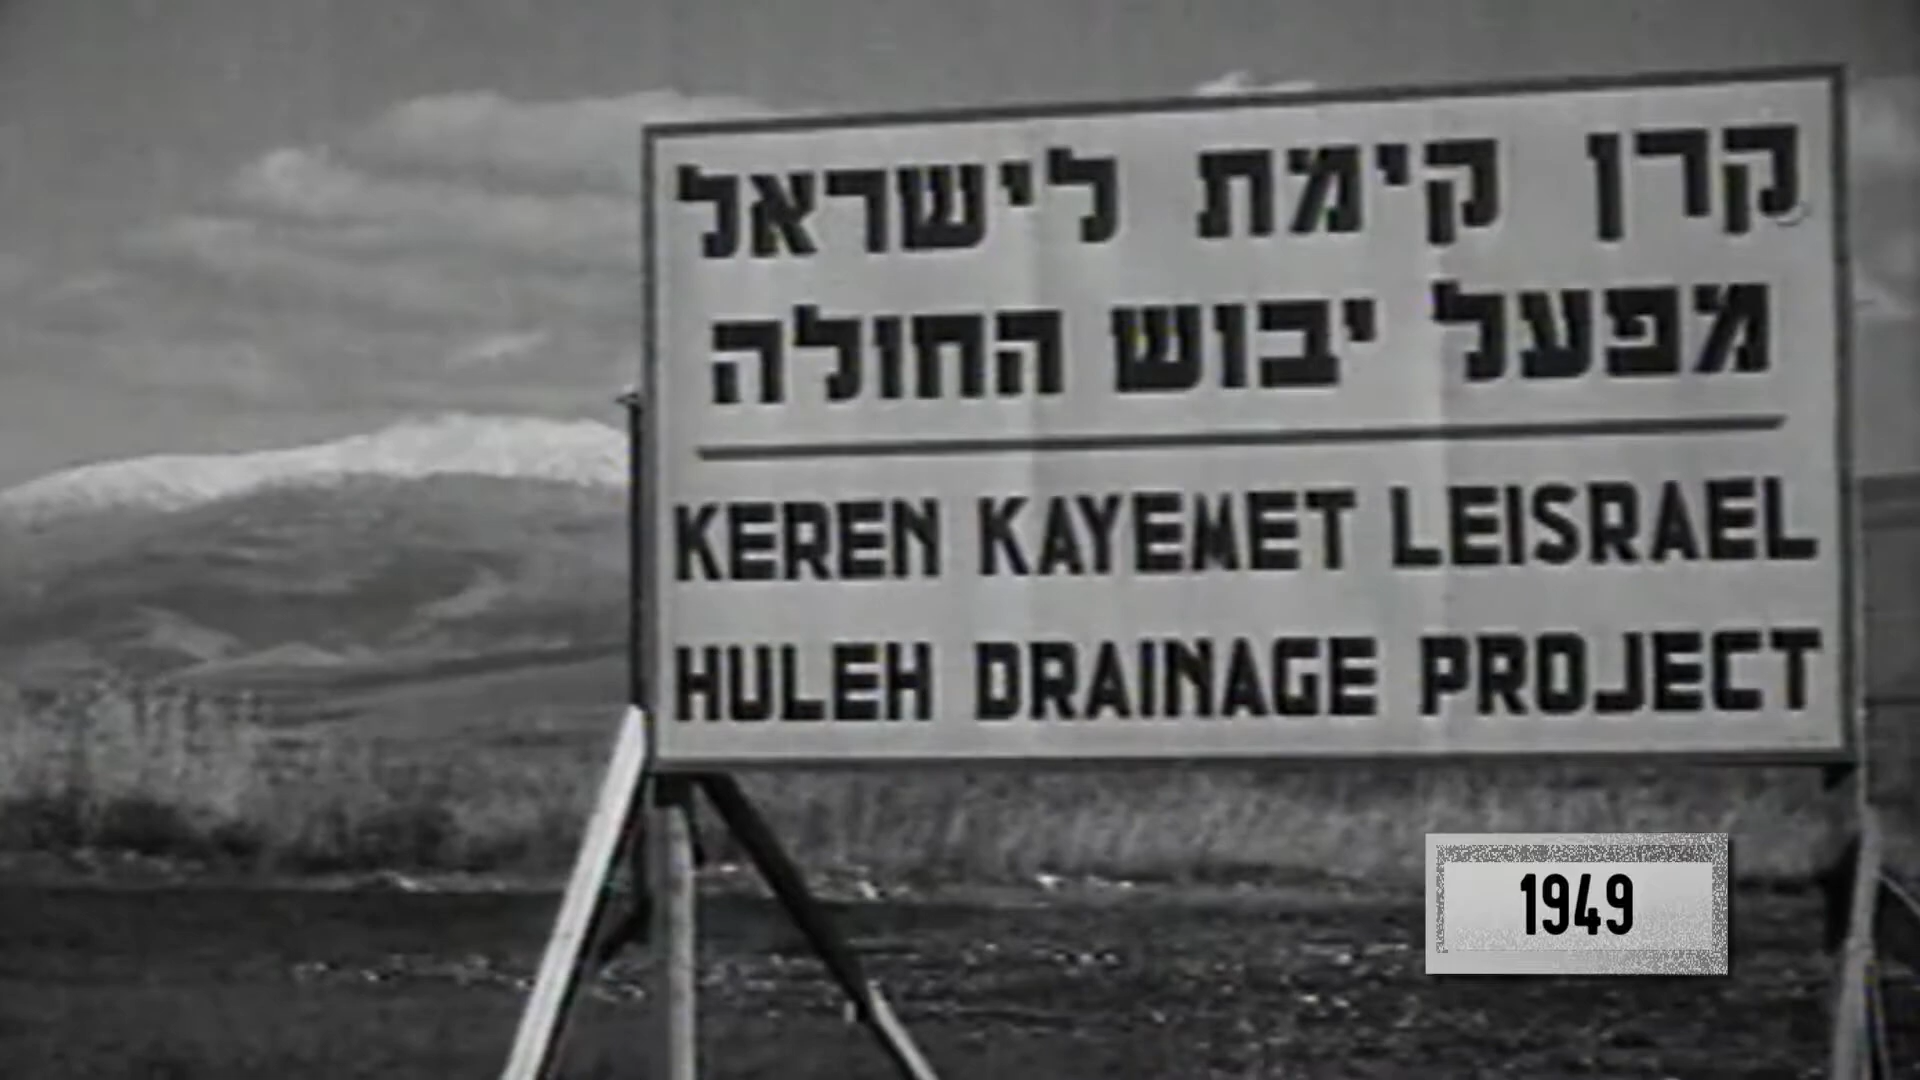 קרן קימת לישראל
מפעל יבוש החולה
KEREN KAYEMET LEISRAEL
HULEH DRAINAGE PROJECT
1949